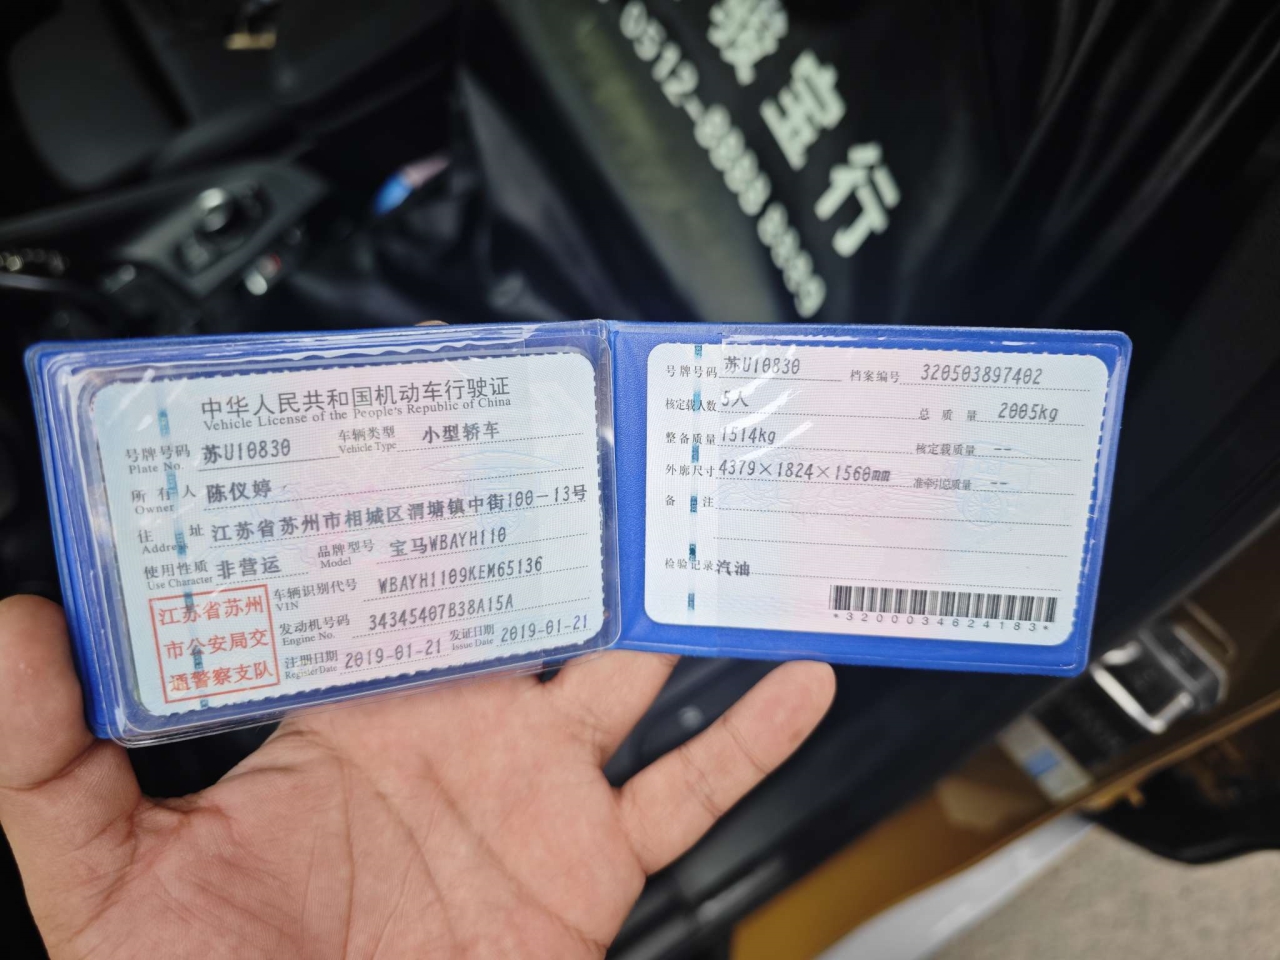 骏宝行
0512-8888 8889
中华人民共和国机动车行驶证
Vehicle License of the People's Republic of China
号牌号码 苏U10830 车辆类型 小型轿车
Plate No. Vehicle Type
所有人 陈仪婷
Owner
住址 江苏省苏州市相城区渭塘镇中街100-13号
Address
使用性质 非营运 品牌型号 宝马WBAYH110
Use Character Model
江苏省苏州
市公安局交
通警察支队
车辆识别代号 WBAYH1109KEM65136
VIN
发动机号码 34345407B38A15A
Engine No.
注册日期 2019-01-21 发证日期 2019-01-21
Register Date Issue Date
号牌号码 苏U10830 档案编号 320503897402
核定载人数 5人 总质量 2005kg
整备质量 1514kg 核定载质量 --
外廓尺寸 4379×1824×1560mm 准牵引总质量 --
备注
检验记录 汽油
*3200034624183*